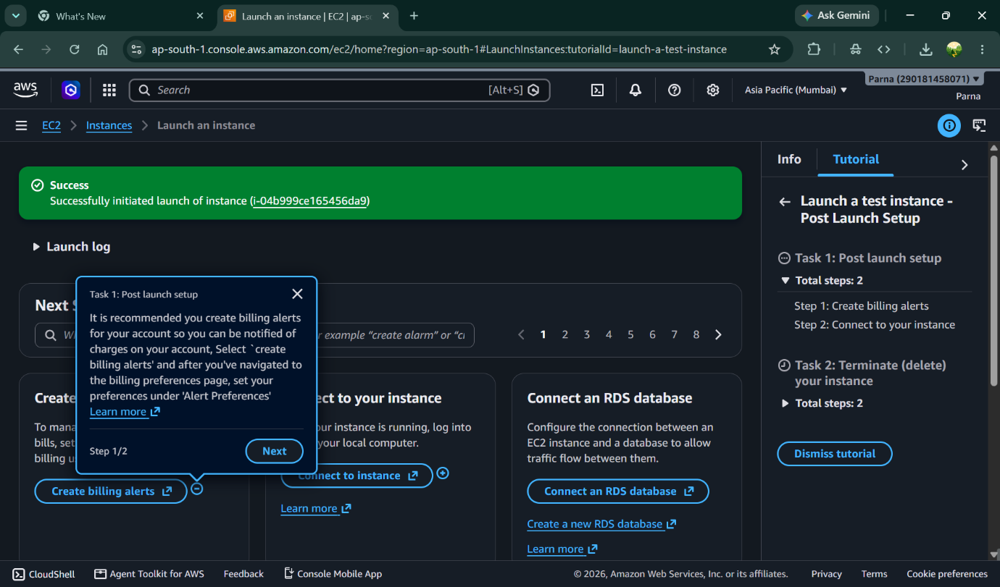 What's New
Launch an instance | EC2 | ap-sc
Ask Gemini
ap-south-1.console.aws.amazon.com/ec2/home?region=ap-south-1#LaunchInstances:tutorialId=launch-a-test-instance
aws
Search
[Alt+S]
Asia Pacific (Mumbai)
Parna (290181458071)
Parna
EC2
Instances
Launch an instance
Success
Successfully initiated launch of instance (i-04b999ce165456da9)
Launch log
Next
1 2 3 4 5 6 7 8
r example “create alarm” or “cr
Task 1: Post launch setup
It is recommended you create billing alerts
for your account so you can be notified of
charges on your account, Select `create
billing alerts' and after you've navigated to
the billing preferences page, set your
preferences under 'Alert Preferences'
Learn more
Step 1/2
Next
Create
To mana
bills, set
billing u
Create billing alerts
ect to your instance
our instance is running, log into
your local computer.
Connect to instance
Learn more
Connect an RDS database
Configure the connection between an
EC2 instance and a database to allow
traffic flow between them.
Connect an RDS database
Create a new RDS database
Learn more
Info
Tutorial
Launch a test instance -
Post Launch Setup
Task 1: Post launch setup
Total steps: 2
Step 1: Create billing alerts
Step 2: Connect to your instance
Task 2: Terminate (delete)
your instance
Total steps: 2
Dismiss tutorial
CloudShell
Agent Toolkit for AWS
Feedback
Console Mobile App
© 2026, Amazon Web Services, Inc. or its affiliates.
Privacy
Terms
Cookie preferences